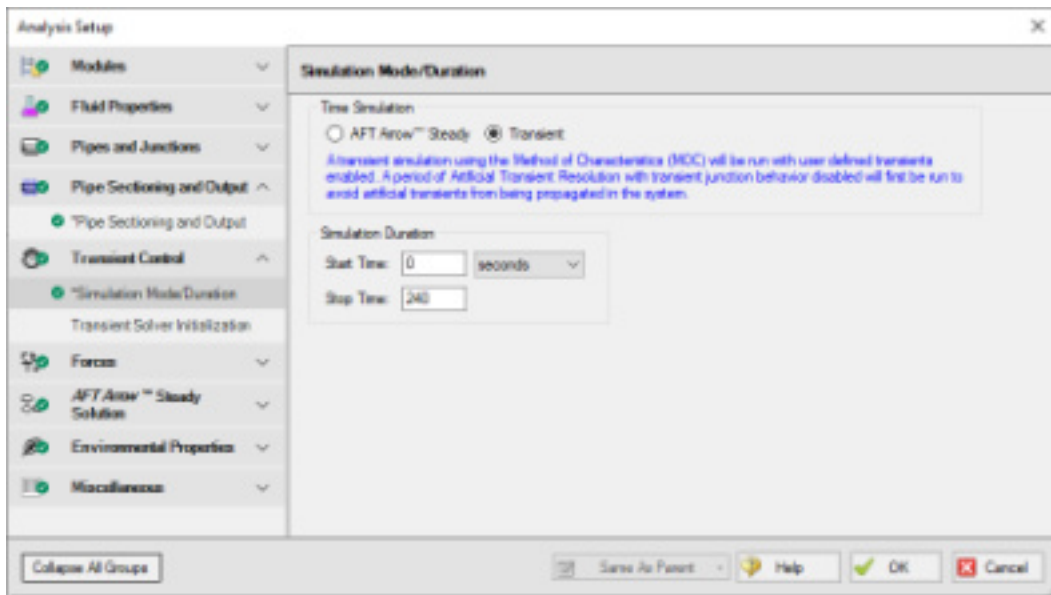 Analysis Setup
Modules
Fluid Properties
Pipes and Junctions
Pipe Sectioning and Output
*Pipe Sectioning and Output
Transient Control
*Simulation Mode/Duration
Transient Solver Initialization
Forces
AFT Arrow™ Steady
Solution
Environmental Properties
Miscellaneous
Collapse All Groups
Simulation Mode/Duration
Time Simulation
AFT Arrow™ Steady Transient
A transient simulation using the Method of Characteristics (MOC) will be run with user defined transients
enabled. A period of Artificial Transient Resolution with transient junction behavior disabled will first be run to
avoid artificial transients from being propagated in the system.
Simulation Duration
Start Time: 0 seconds
Stop Time: 240
Same As Parent Help OK Cancel